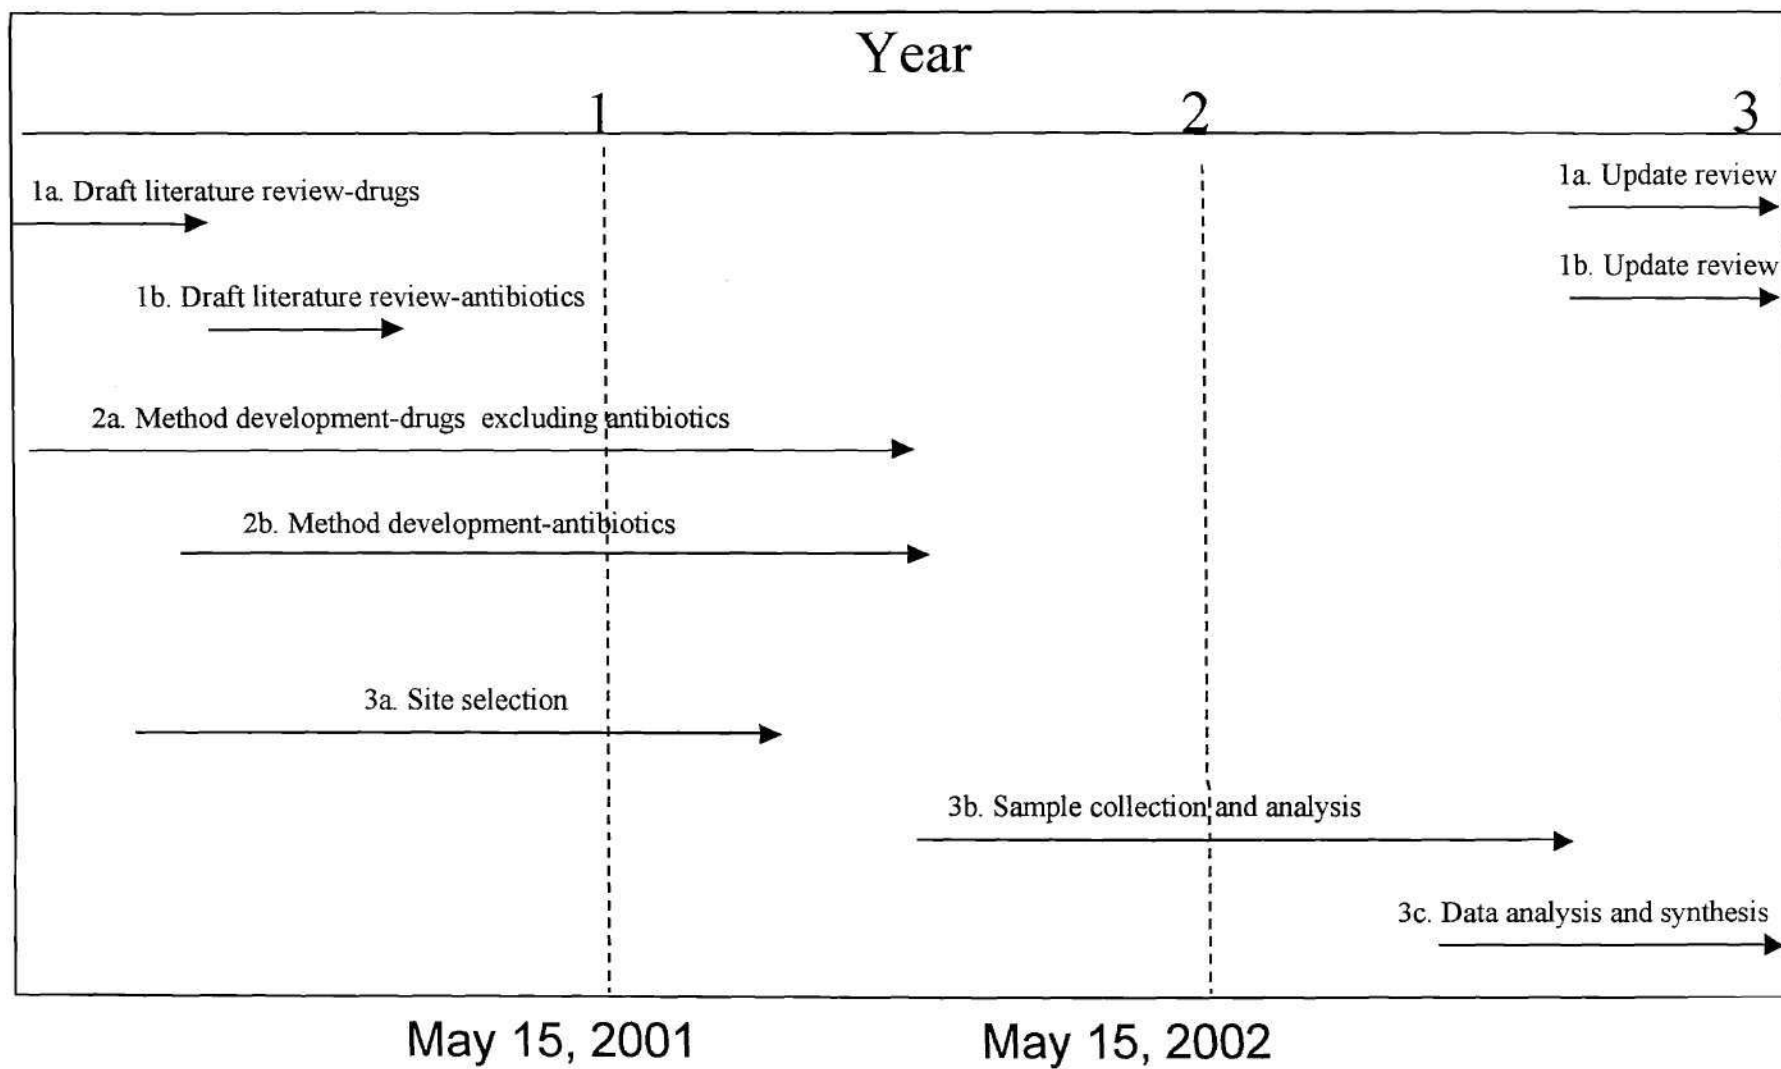 Year
1 2 3
1a. Draft literature review-drugs
1a. Update review
1b. Draft literature review-antibiotics
1b. Update review
2a. Method development-drugs excluding antibiotics
2b. Method development-antibiotics
3a. Site selection
3b. Sample collection and analysis
3c. Data analysis and synthesis
May 15, 2001 May 15, 2002